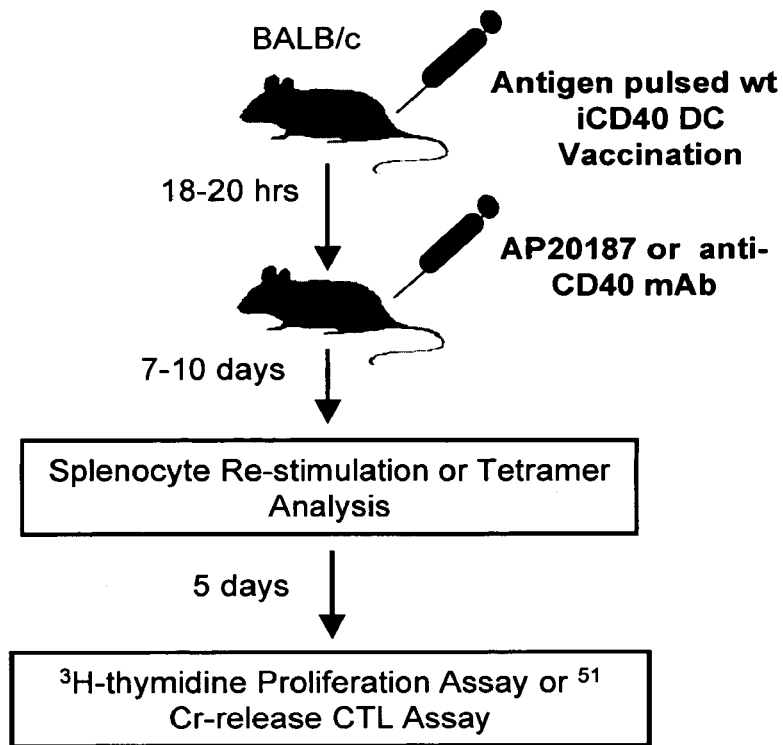 BALB/c
Antigen pulsed wt
iCD40 DC
Vaccination
18-20 hrs
AP20187 or anti-
CD40 mAb
7-10 days
Splenocyte Re-stimulation or Tetramer
Analysis
5 days
³H-thymidine Proliferation Assay or ⁵¹
Cr-release CTL Assay